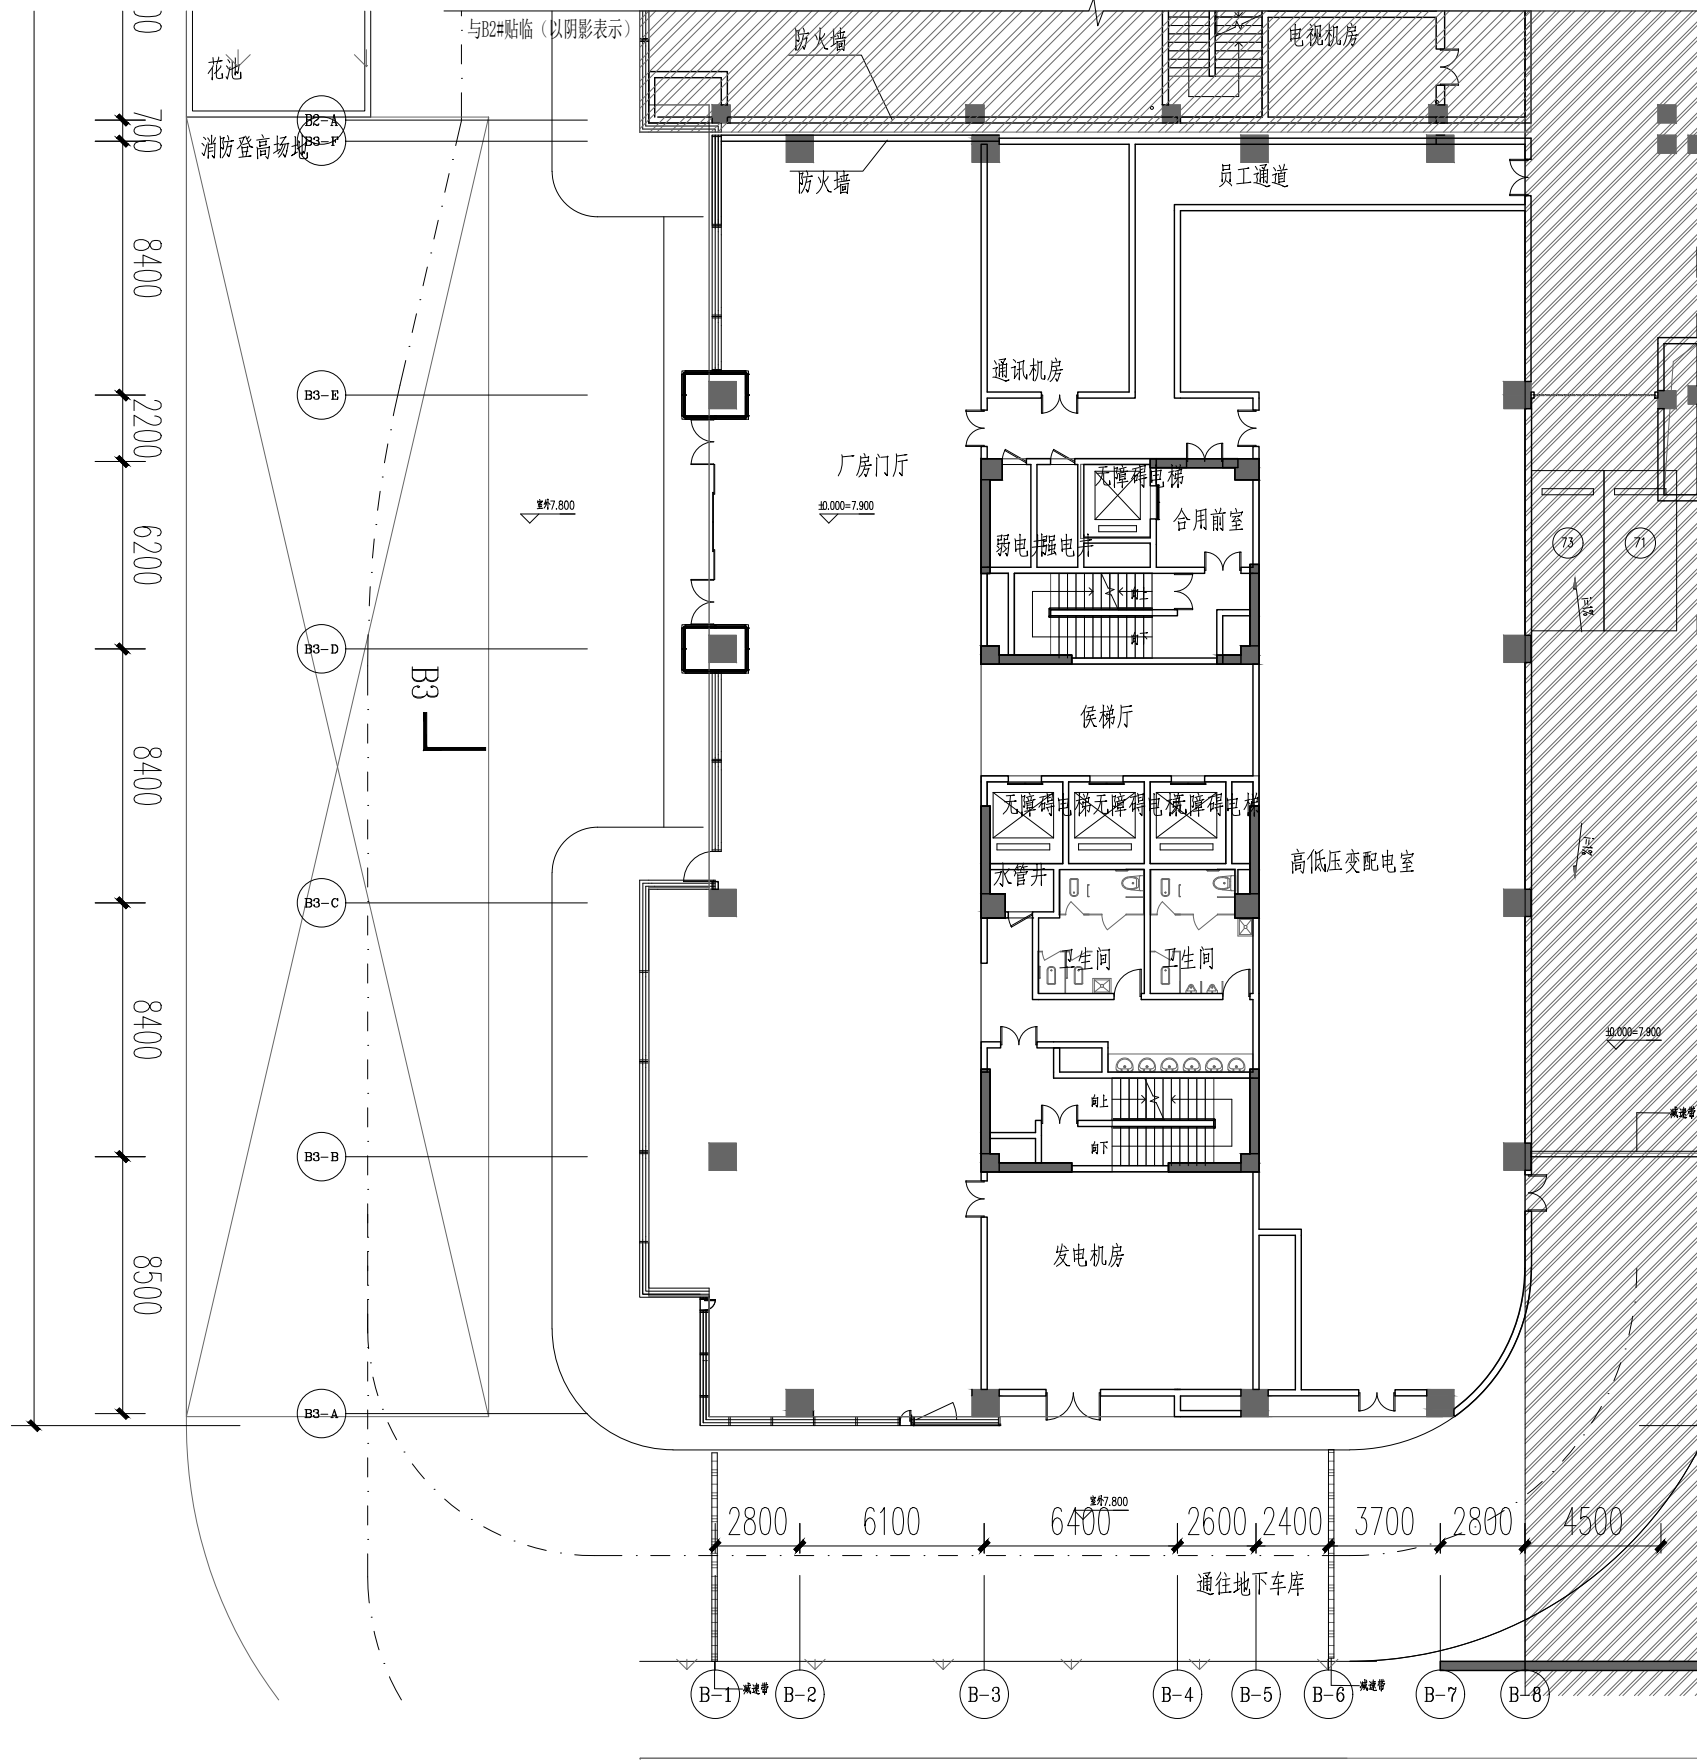 与B2#贴临（以阴影表示）
防火墙
电视机房
花池
00
B2-A
700
B3-F
消防登高场地
防火墙
员工通道
8400
通讯机房
B3-E
2200
厂房门厅
无障碍电梯
室外7.800
±0.000=7.900
合用前室
弱电井
强电井
73
71
6200
向上
向下
B3-D
B3
侯梯厅
8400
无障碍电梯
无障碍电梯
无障碍电梯
高低压变配电室
水管井
B3-C
卫生间
卫生间
8400
±0.000=7.900
向上
减速带
向下
B3-B
发电机房
8500
B3-A
室外7.800
2800
6100
6400
2600
2400
3700
2800
4500
通往地下车库
减速带
减速带
B-1
B-2
B-3
B-4
B-5
B-6
B-7
B-8